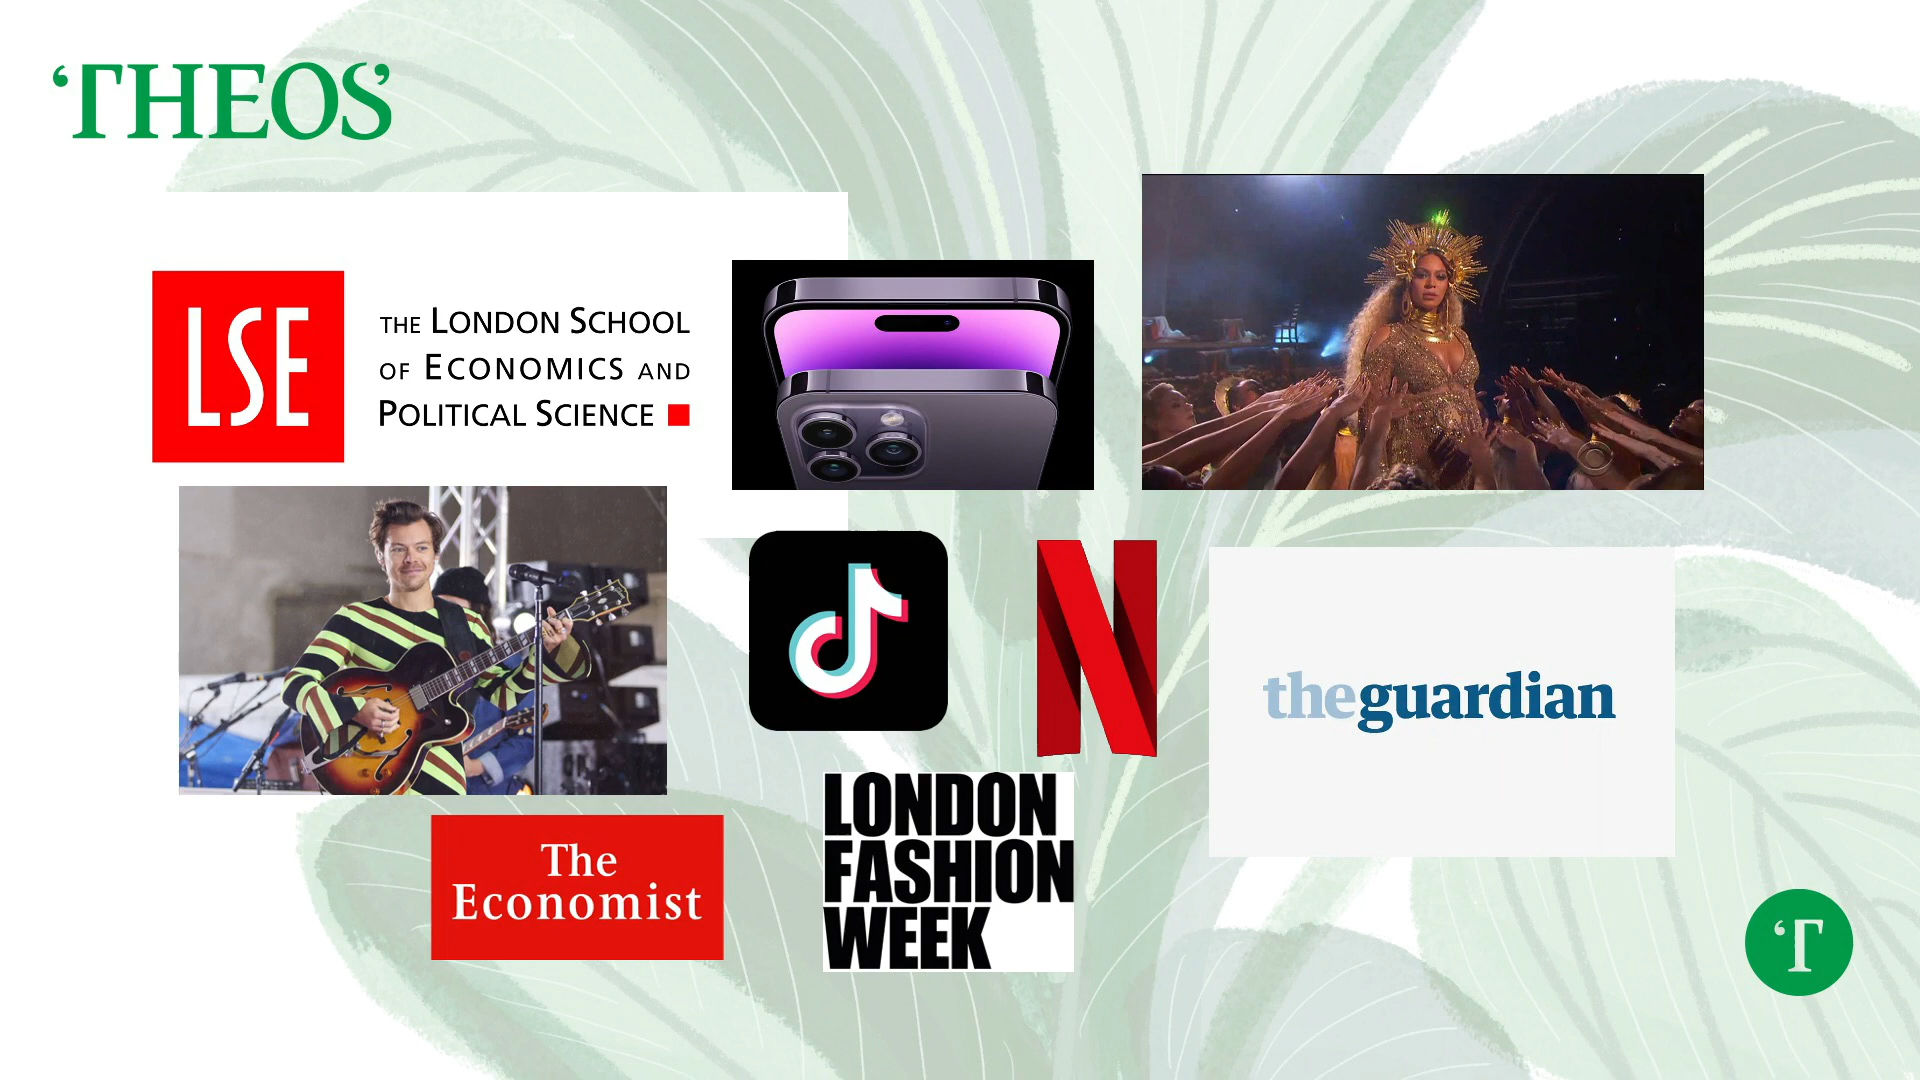 ‘THEOS’
LSE
THE LONDON SCHOOL
OF ECONOMICS AND
POLITICAL SCIENCE
theguardian
The
Economist
LONDON
FASHION
WEEK
‘T